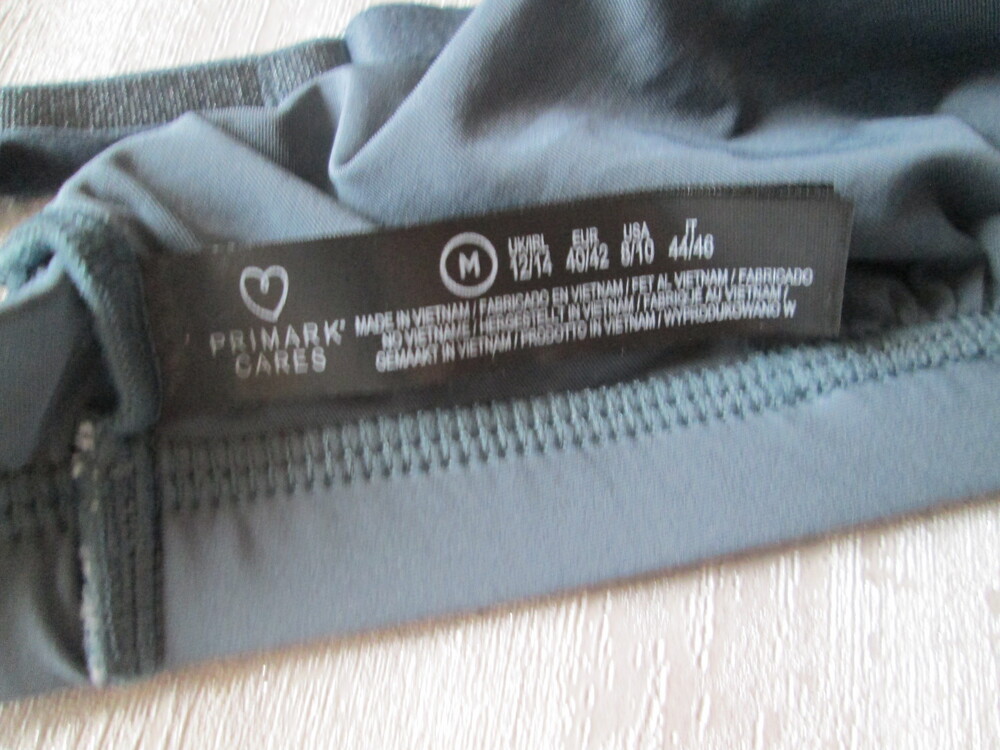 PRIMARK
CARES
M
UK/IRL EUR USA IT
12/14 40/42 8/10 44/46
MADE IN VIETNAM / FABRICADO EN VIETNAM / FET AL VIETNAM / FABRICADO
NO VIETNAME / HERGESTELLT IN VIETNAM / FABRIQUÉ AU VIETNAM /
GEMAAKT IN VIETNAM / PRODOTTO IN VIETNAM / WYPRODUKOWANO W